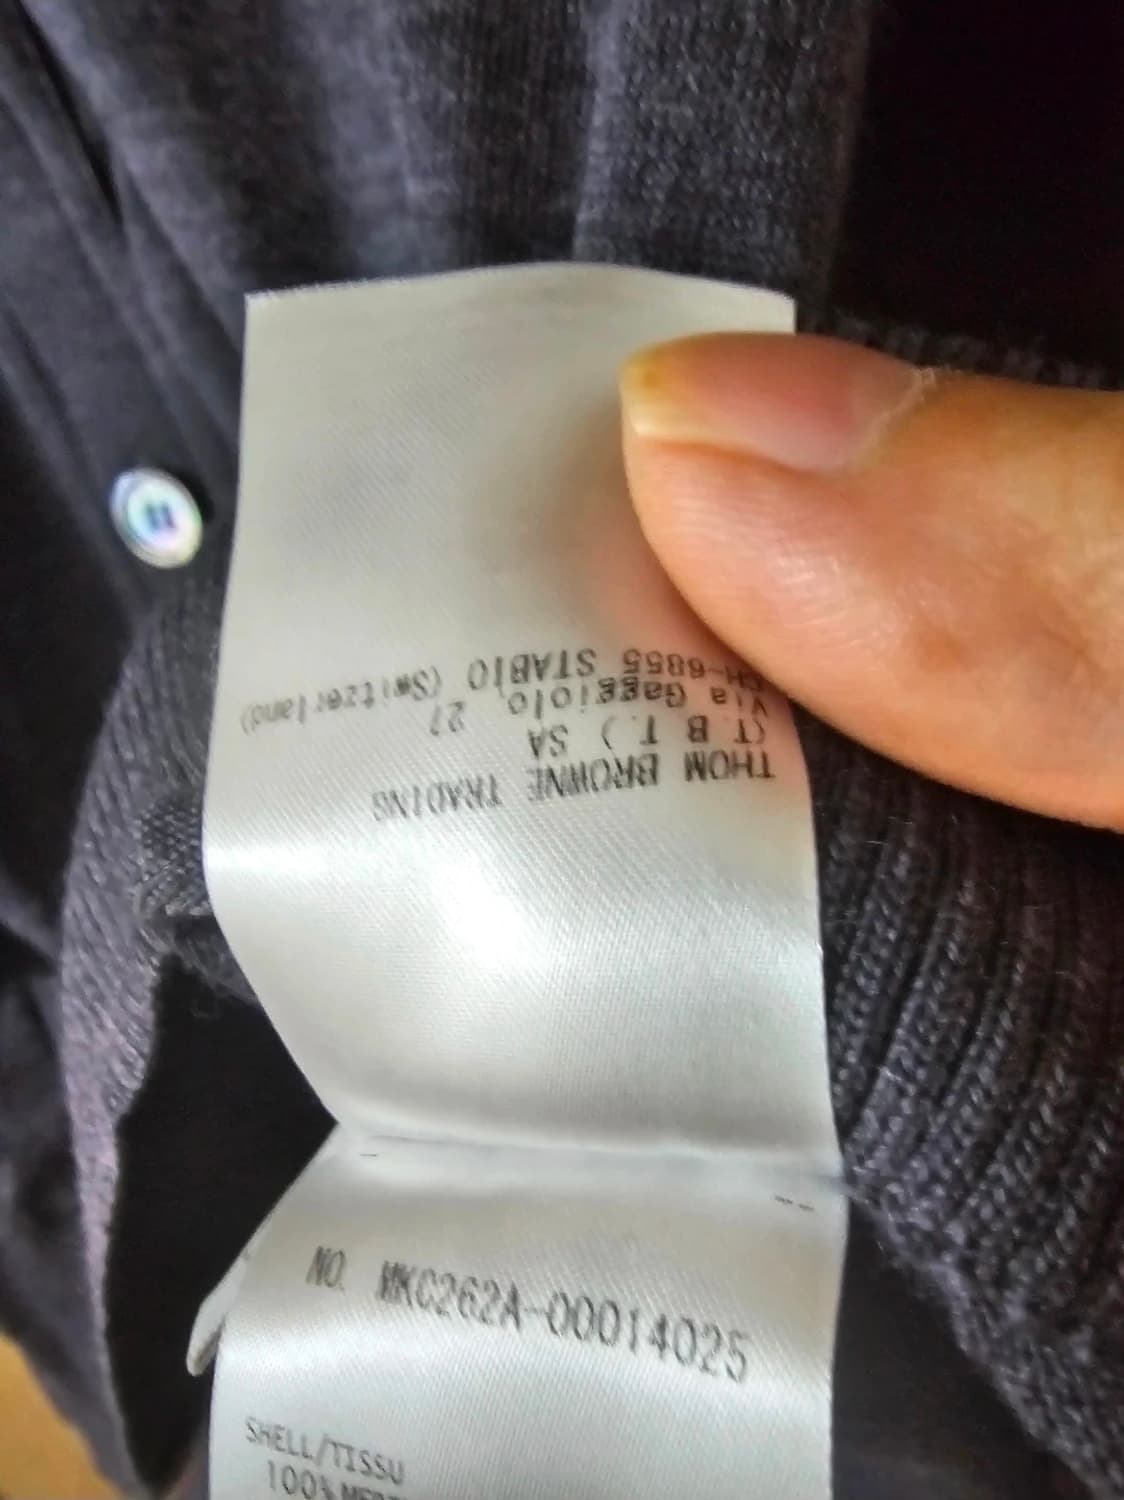 THOM BROWNE TRADING
(T. B. T. ) SA
Via Gaggiolo, 27
CH-6855 STABIO (Switzerland)
NO. MKC262A-00014025
SHELL/TISSU